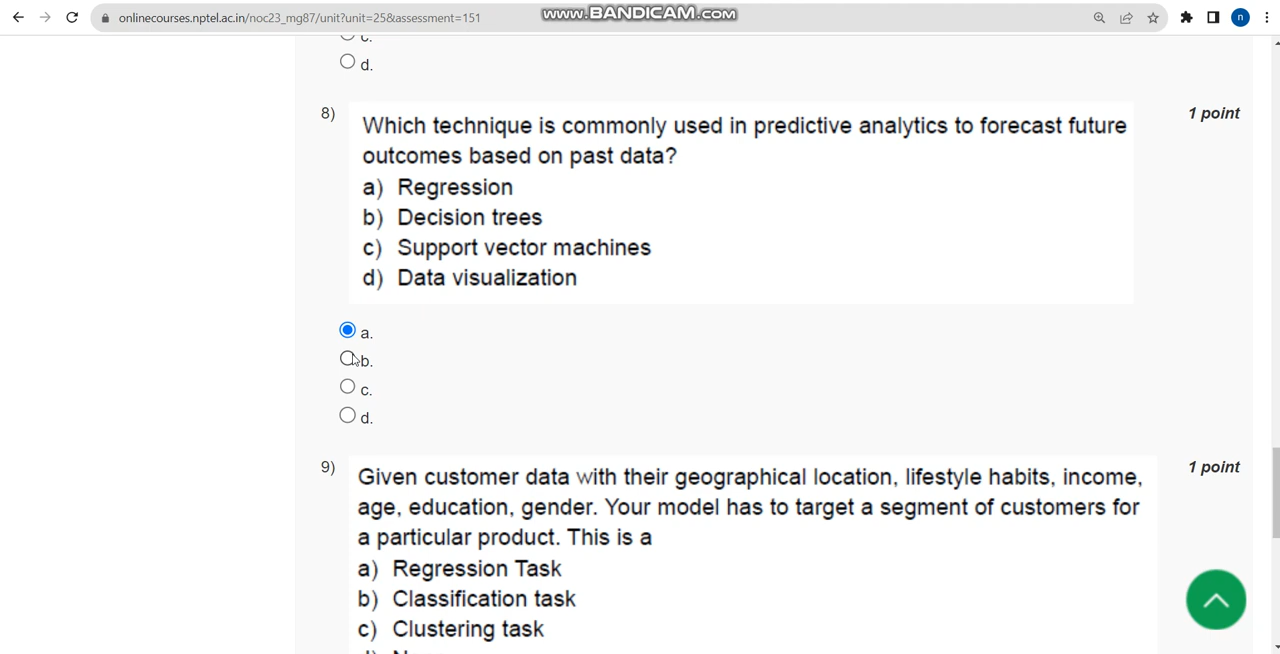 onlinecourses.nptel.ac.in/noc23_mg87/unit?unit=25&assessment=151
www.BANDICAM.com
n
c.
d.
8)
Which technique is commonly used in predictive analytics to forecast future
outcomes based on past data?
a) Regression
b) Decision trees
c) Support vector machines
d) Data visualization
1 point
a.
b.
c.
d.
9)
Given customer data with their geographical location, lifestyle habits, income,
age, education, gender. Your model has to target a segment of customers for
a particular product. This is a
a) Regression Task
b) Classification task
c) Clustering task
1 point